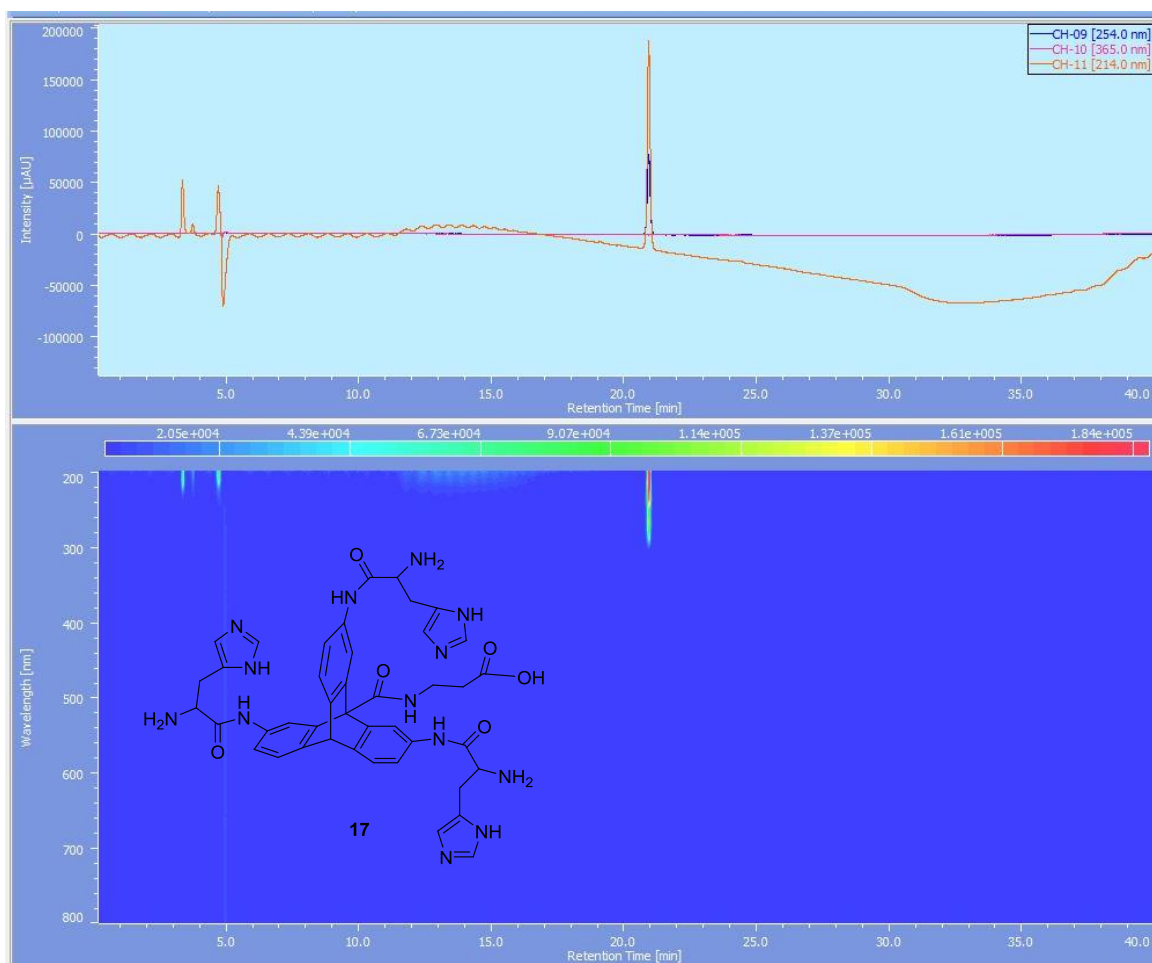 200000
150000
100000
50000
0
-50000
-100000
Intensity [µAU]
CH-09 [254.0 nm]
CH-10 [365.0 nm]
CH-11 [214.0 nm]
5.0 10.0 15.0 20.0 25.0 30.0 35.0 40.0
Retention Time [min]
2.05e+004 4.39e+004 6.73e+004 9.07e+004 1.14e+005 1.37e+005 1.61e+005 1.84e+005
200
300
400
500
600
700
800
Wavelength [nm]
O NH2
HN
N NH
N
NH
O
O OH
N
H
H2N
H
N
O
H
N
O
NH2
N NH
17
5.0 10.0 15.0 20.0 25.0 30.0 35.0 40.0
Retention Time [min]